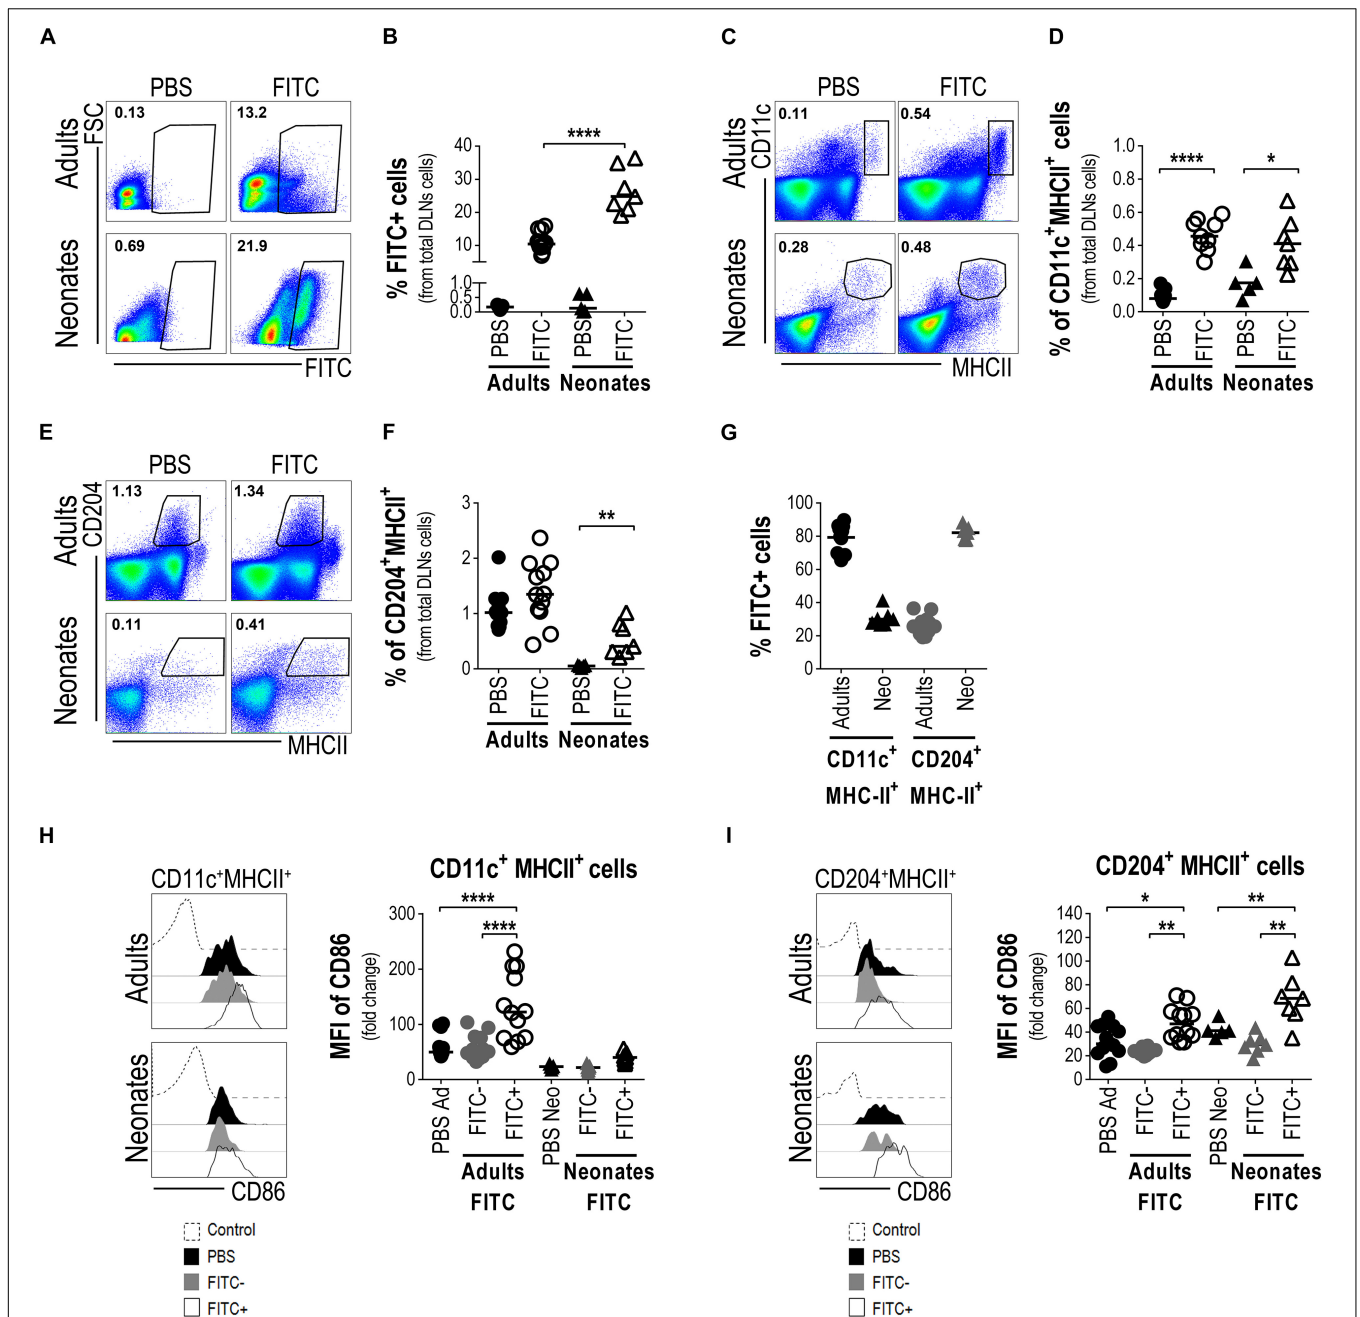 A
PBS FITC
Adults
FSC
0.13
13.2
Neonates
0.69
21.9
FITC
B
% FITC+ cells
(from total DLNs cells)
40
30
20
10
1.0
0.5
0.0
****
PBS
FITC
PBS
FITC
Adults Neonates
C
PBS FITC
Adults
CD11c
0.11
0.54
Neonates
0.28
0.48
MHCII
D
% of CD11c+MHCII+ cells
(from total DLNs cells)
1.0
0.8
0.6
0.4
0.2
0.0
****
*
PBS
FITC
PBS
FITC
Adults Neonates
E
PBS FITC
Adults
CD204
1.13
1.34
Neonates
0.11
0.41
MHCII
F
% of CD204+MHCII+
(from total DLNs cells)
3
2
1
0
**
PBS
FITC
PBS
FITC
Adults Neonates
G
% FITC+ cells
100
80
60
40
20
0
Adults
Neo
Adults
Neo
CD11c+ CD204+
MHC-II+ MHC-II+
H
CD11c+MHCII+
Adults
Neonates
CD86
Control
PBS
FITC-
FITC+
CD11c+ MHCII+ cells
MFI of CD86
(fold change)
300
200
100
0
****
****
PBS Ad
FITC-
FITC+
PBS Neo
FITC-
FITC+
Adults Neonates
FITC FITC
I
CD204+MHCII+
Adults
Neonates
CD86
Control
PBS
FITC-
FITC+
CD204+ MHCII+ cells
MFI of CD86
(fold change)
140
120
100
80
60
40
20
0
*
**
**
**
PBS Ad
FITC-
FITC+
PBS Neo
FITC-
FITC+
Adults Neonates
FITC FITC